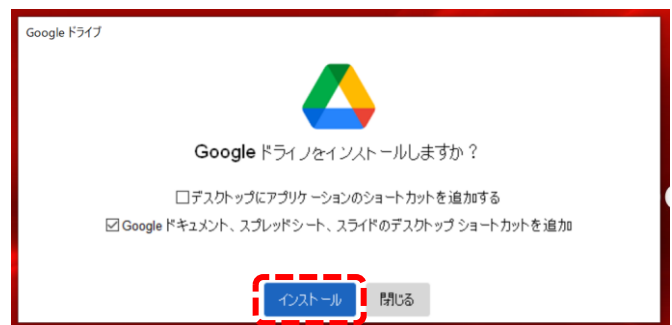 Google ドライブ
Google ドライブをインストールしますか？
デスクトップにアプリケーションのショートカットを追加する
Google ドキュメント、スプレッドシート、スライドのデスクトップ ショートカットを追加
インストール 閉じる